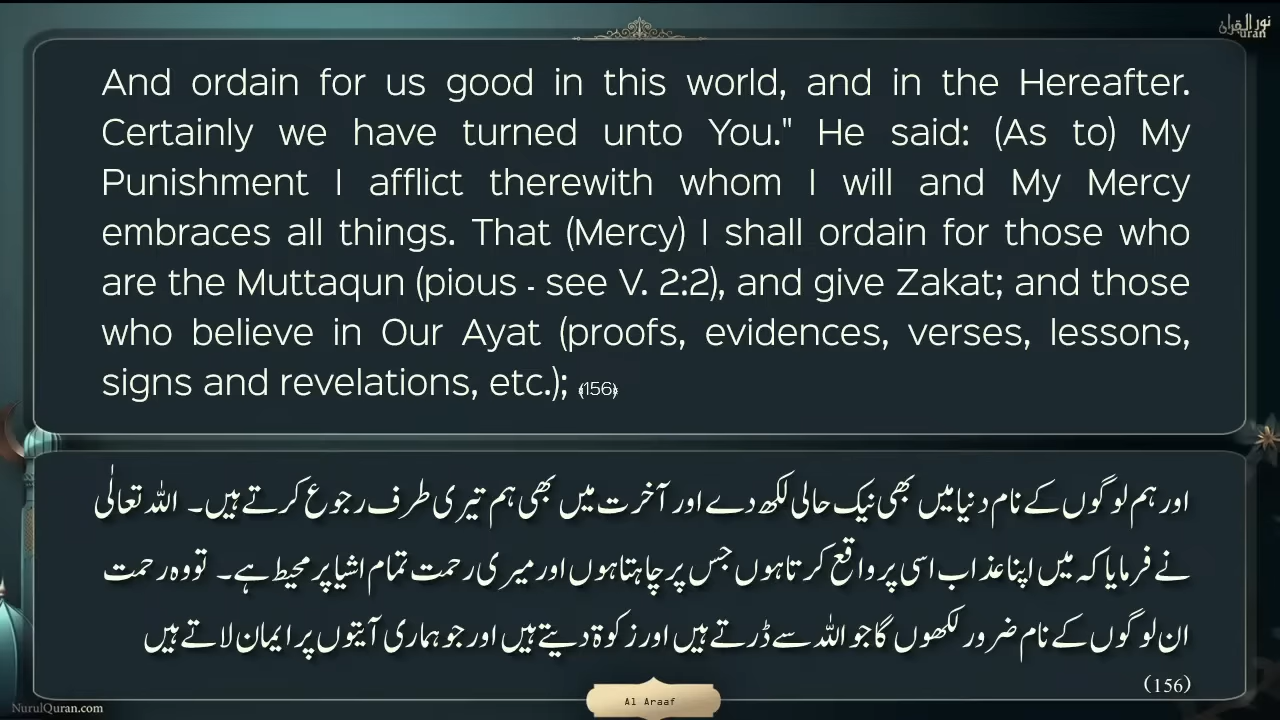 نور القرآن
uran
And ordain for us good in this world, and in the Hereafter.
Certainly we have turned unto You." He said: (As to) My
Punishment I afflict therewith whom I will and My Mercy
embraces all things. That (Mercy) I shall ordain for those who
are the Muttaqun (pious - see V. 2:2), and give Zakat; and those
who believe in Our Ayat (proofs, evidences, verses, lessons,
signs and revelations, etc.); ﴾156﴿
اور ہم لوگوں کے نام دنیا میں بھی نیک حالی لکھ دے اور آخرت میں بھی ہم تیری طرف رجوع کرتے ہیں۔ اللہ تعالٰی
نے فرمایا کہ میں اپنا عذاب اسی پر واقع کرتا ہوں جس پر چاہتا ہوں اور میری رحمت تمام اشیا پر محیط ہے۔ تو وہ رحمت
ان لوگوں کے نام ضرور لکھوں گا جو اللہ سے ڈرتے ہیں اور زکوٰة دیتے ہیں اور جو ہماری آیتوں پر ایمان لاتے ہیں
(156)
Al Araaf
NurulQuran.com